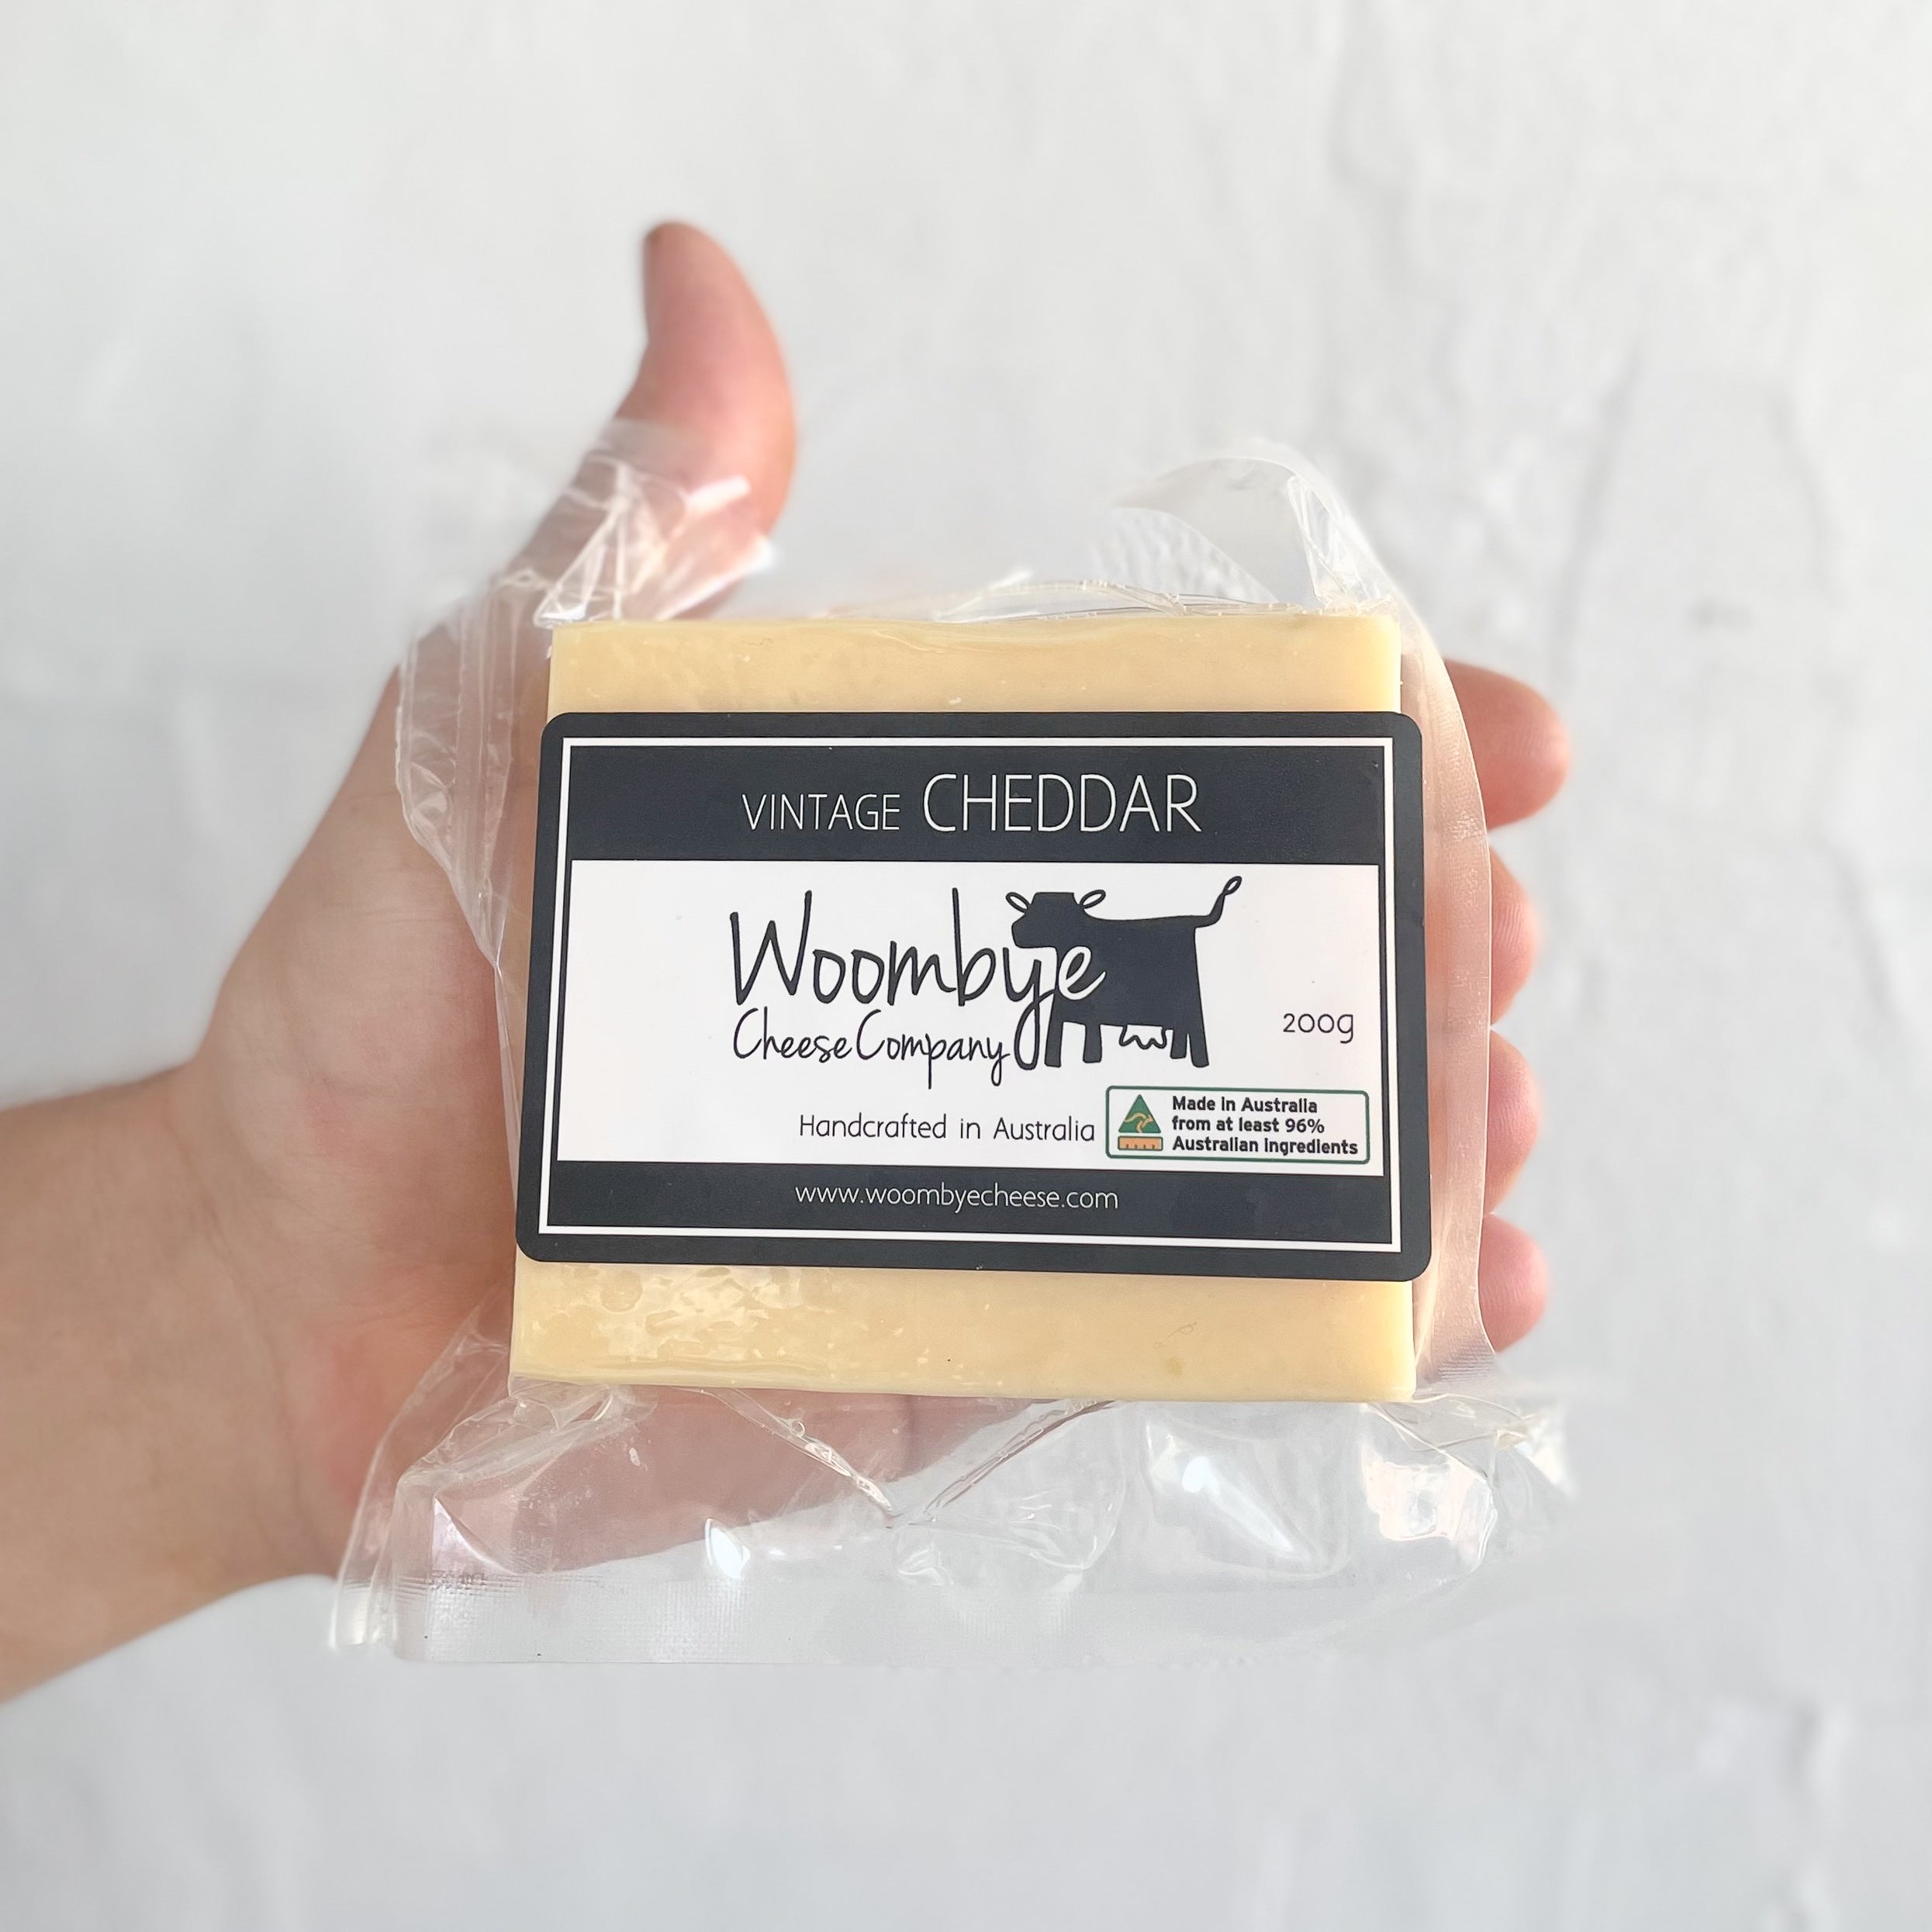 VINTAGE CHEDDAR
Woombye
Cheese Company
200g
Handcrafted in Australia
Made in Australia
from at least 96%
Australian ingredients
www.woombyecheese.com